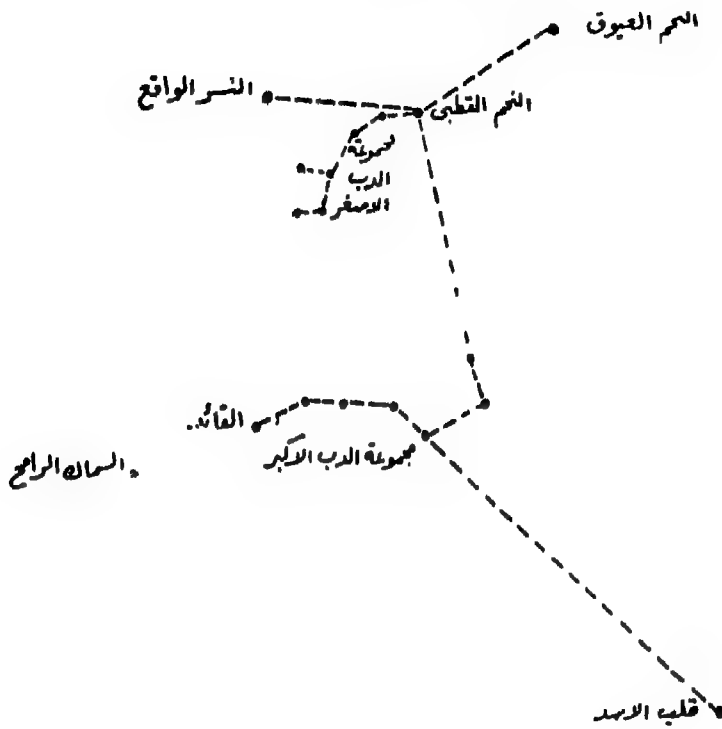 النجم العيوق
النسر الواقع
النجم القطبي
مجموعة
الدب
الاصغر
القائد
مجموعة الدب الاكبر
السماك الرامح
قلب الاسد